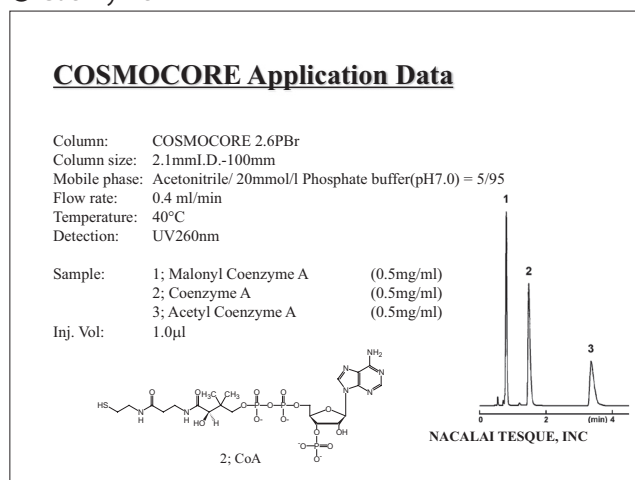 COSMOCORE Application Data
Column: COSMOCORE 2.6PBr
Column size: 2.1mmI.D.-100mm
Mobile phase: Acetonitrile/ 20mmol/l Phosphate buffer(pH7.0) = 5/95
Flow rate: 0.4 ml/min
Temperature: 40°C
Detection: UV260nm
Sample: 1; Malonyl Coenzyme A (0.5mg/ml)
2; Coenzyme A (0.5mg/ml)
3; Acetyl Coenzyme A (0.5mg/ml)
Inj. Vol: 1.0μl
1
2
3
0 2 (min) 4
NH₂
N N
N N
HS N H O N H O HO H H₃C CH₃ O P O O- O P O O- O O
O OH
-O P O O-
2; CoA
NACALAI TESQUE, INC